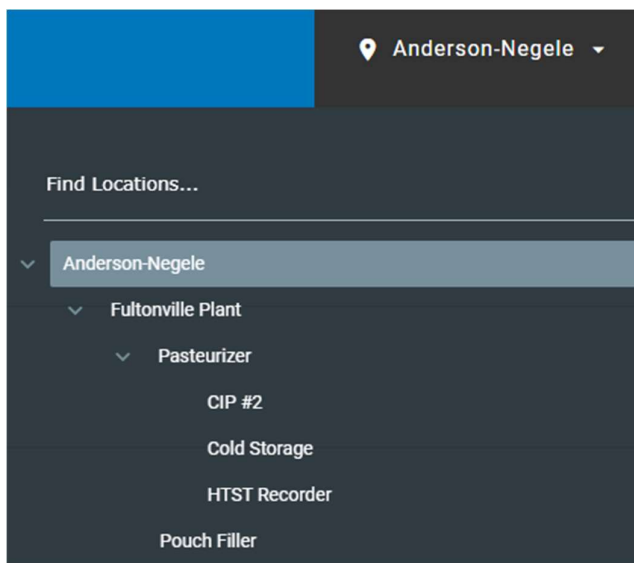 Anderson-Negele
Find Locations...
Anderson-Negele
Fultonville Plant
Pasteurizer
CIP #2
Cold Storage
HTST Recorder
Pouch Filler